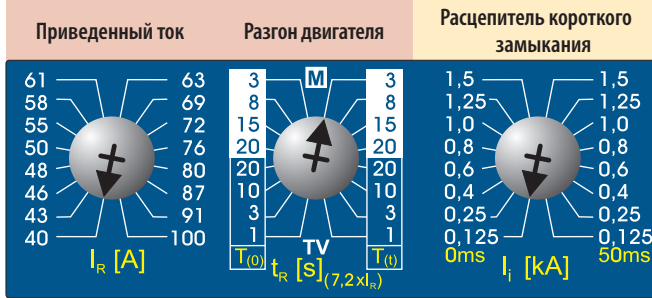 Приведенный ток
Разгон двигателя
Расцепитель короткого
замыкания
61 63
58 69
55 72
50 76
48 80
46 87
43 91
40 100
I_R [A]
3 M 3
8 8
15 15
20 20
20 20
10 10
3 3
1 1
TV
T(0) t_R [s](7,2xI_R) T(t)
1,5 1,5
1,25 1,25
1,0 1,0
0,8 0,8
0,6 0,6
0,4 0,4
0,25 0,25
0,125 0,125
0ms I_i [kA] 50ms